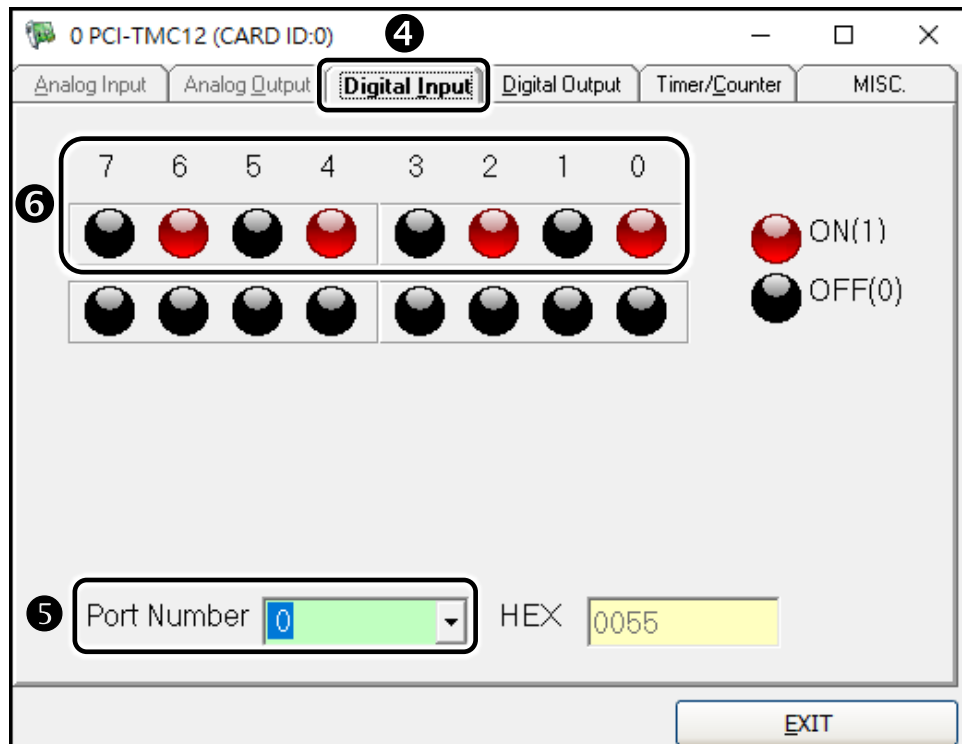 0 PCI-TMC12 (CARD ID:0)
4
Analog Input Analog Output Digital Input Digital Output Timer/Counter MISC.
7 6 5 4 3 2 1 0
6
ON(1)
OFF(0)
5
Port Number 0 HEX 0055
EXIT